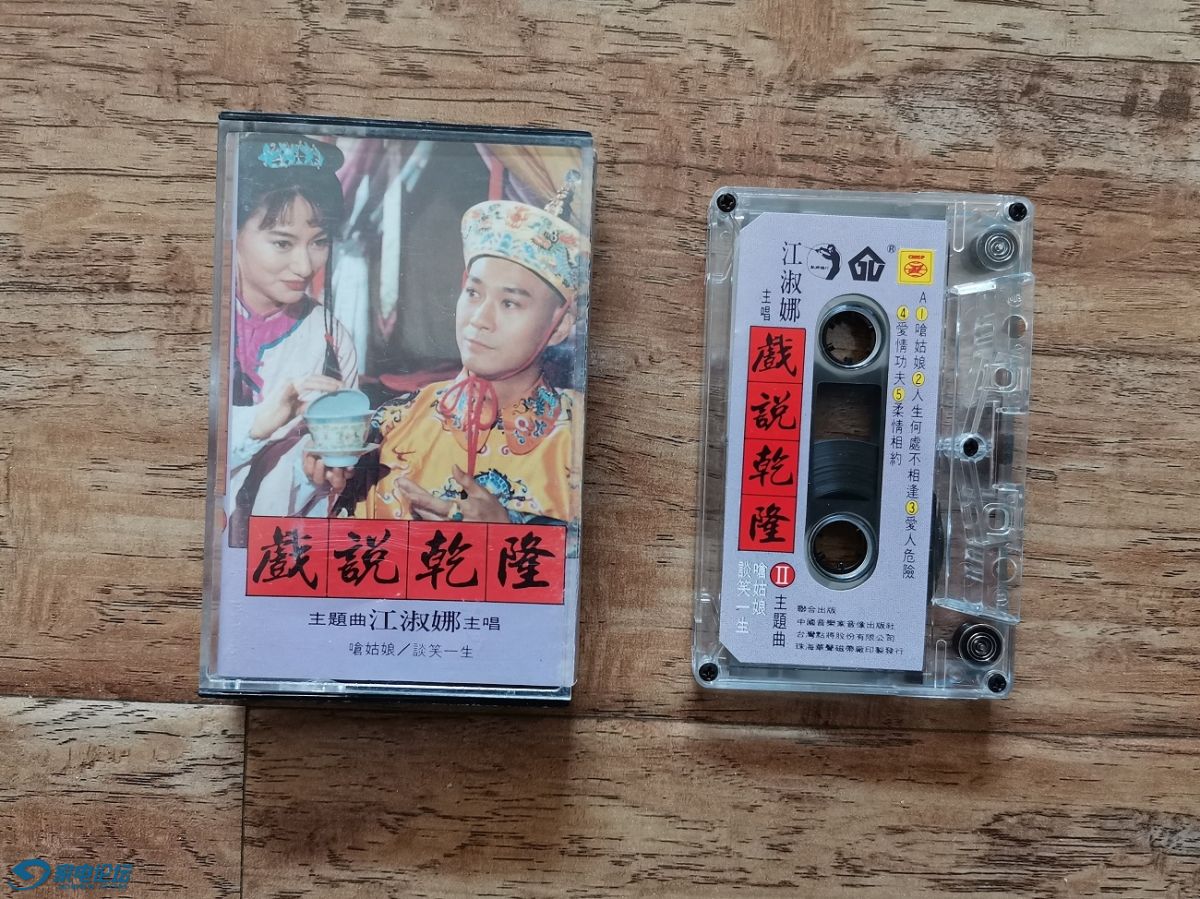 戲說乾隆
主題曲江淑娜主唱
嗆姑娘／談笑一生
江淑娜
主唱
戲說乾隆
II
主題曲
嗆姑娘
談笑一生
®
A①嗆姑娘②人生何處不相逢③愛人危險
④愛情功夫⑤柔情相約
聯合出版
中國音樂家音像出版社
台灣點將股份有限公司
珠海華聲磁帶廠印製發行
家电论坛